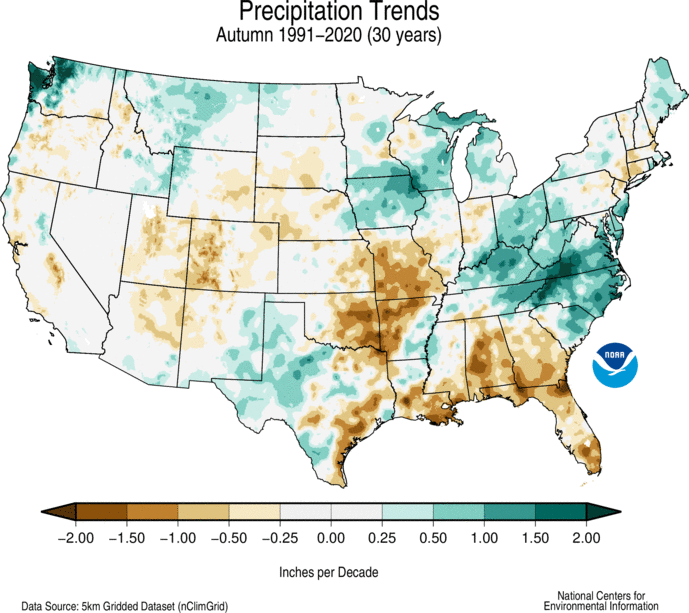 Precipitation Trends
Autumn 1991–2020 (30 years)
NOAA
−2.00 −1.50 −1.00 −0.50 −0.25 0.00 0.25 0.50 1.00 1.50 2.00
Inches per Decade
Data Source: 5km Gridded Dataset (nClimGrid)
National Centers for
Environmental Information